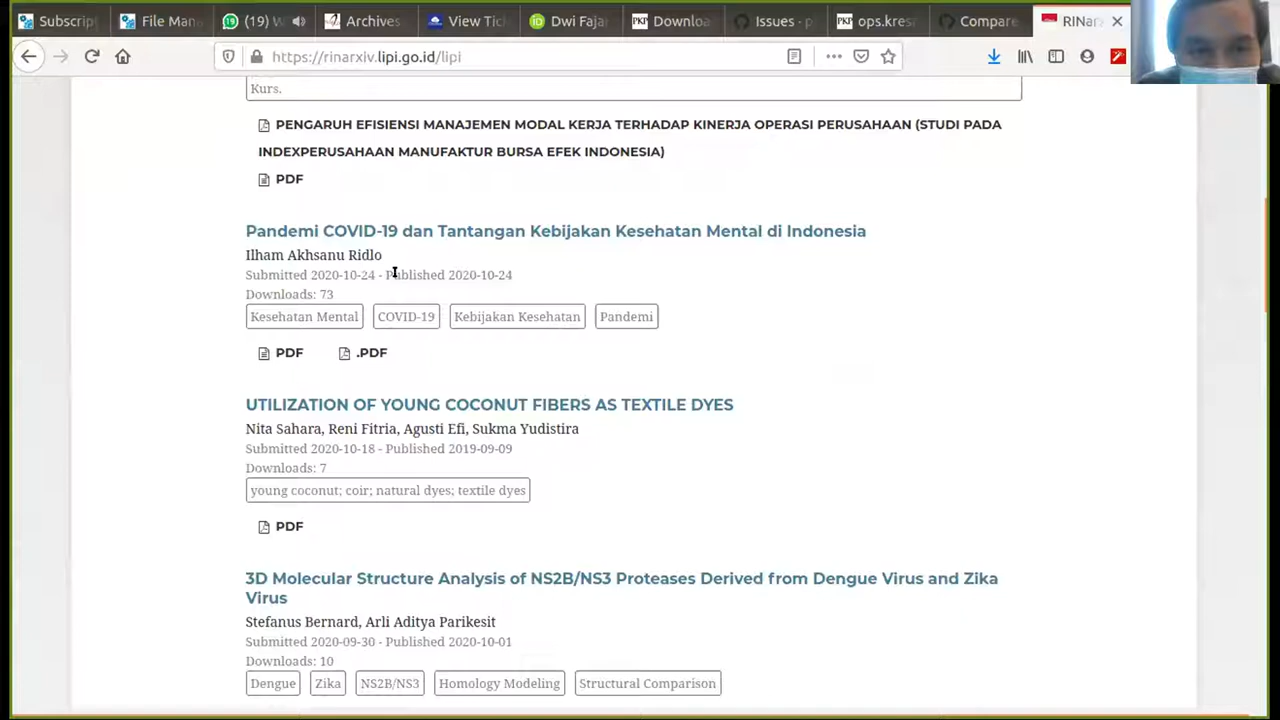 Subscrip File Man (19) W Archives View Tic Dwi Fajar PKP Downloa Issues · p PKP ops.kres Compare RINar
https://rinarxiv.lipi.go.id/lipi
Kurs.
PENGARUH EFISIENSI MANAJEMEN MODAL KERJA TERHADAP KINERJA OPERASI PERUSAHAAN (STUDI PADA
INDEXPERUSAHAAN MANUFAKTUR BURSA EFEK INDONESIA)
PDF
Pandemi COVID-19 dan Tantangan Kebijakan Kesehatan Mental di Indonesia
Ilham Akhsanu Ridlo
Submitted 2020-10-24 - Published 2020-10-24
Downloads: 73
Kesehatan Mental COVID-19 Kebijakan Kesehatan Pandemi
PDF .PDF
UTILIZATION OF YOUNG COCONUT FIBERS AS TEXTILE DYES
Nita Sahara, Reni Fitria, Agusti Efi, Sukma Yudistira
Submitted 2020-10-18 - Published 2019-09-09
Downloads: 7
young coconut; coir; natural dyes; textile dyes
PDF
3D Molecular Structure Analysis of NS2B/NS3 Proteases Derived from Dengue Virus and Zika
Virus
Stefanus Bernard, Arli Aditya Parikesit
Submitted 2020-09-30 - Published 2020-10-01
Downloads: 10
Dengue Zika NS2B/NS3 Homology Modeling Structural Comparison